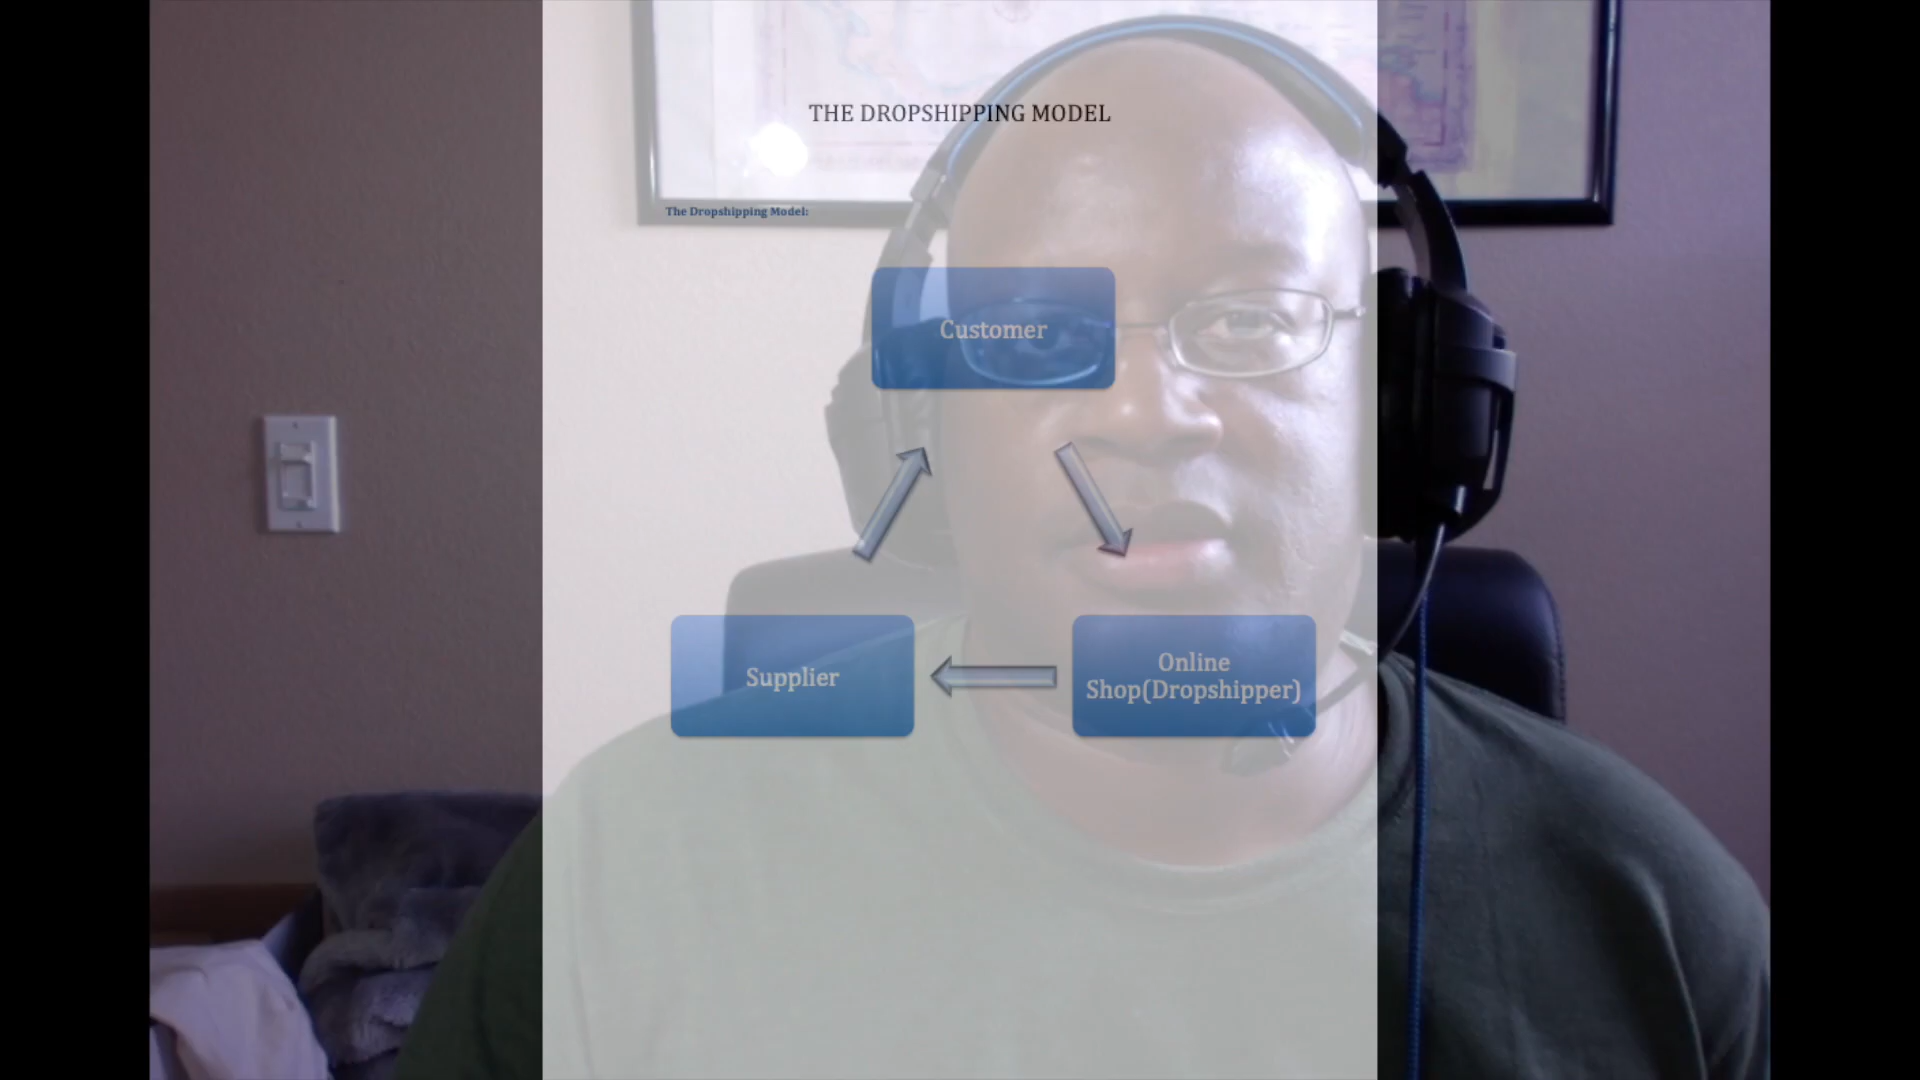 THE DROPSHIPPING MODEL
The Dropshipping Model:
Customer
Supplier
Online
Shop(Dropshipper)